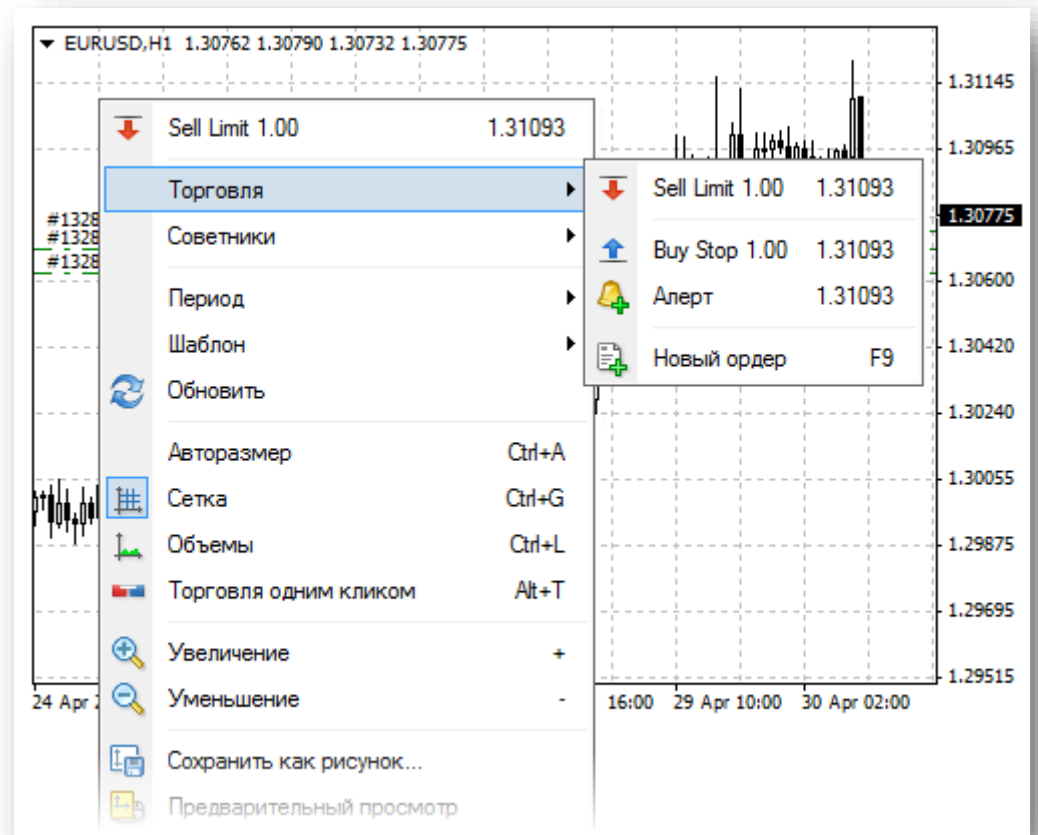 EURUSD,H1 1.30762 1.30790 1.30732 1.30775
1.31145
Sell Limit 1.00 1.31093
1.30965
Торговля
Sell Limit 1.00 1.31093
1.30775
#1328
Советники
#1328
Buy Stop 1.00 1.31093
#1328
1.30600
Период
Алерт 1.31093
Шаблон
1.30420
Новый ордер F9
Обновить
1.30240
Авторазмер Ctrl+A
1.30055
Сетка Ctrl+G
Объемы Ctrl+L
1.29875
Торговля одним кликом Alt+T
1.29695
Увеличение +
1.29515
Уменьшение -
24 Apr 16:00 29 Apr 10:00 30 Apr 02:00
Сохранить как рисунок...
Предварительный просмотр